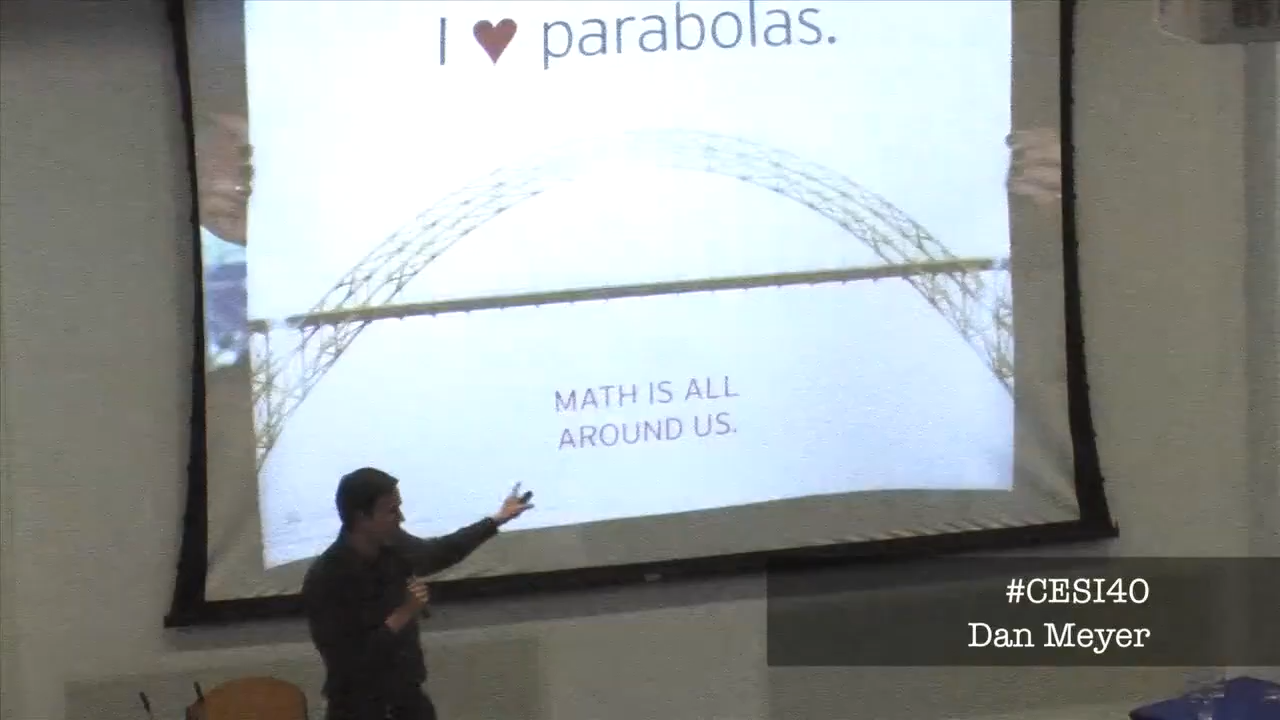 I ♥ parabolas.
MATH IS ALL
AROUND US.
#CESI40
Dan Meyer